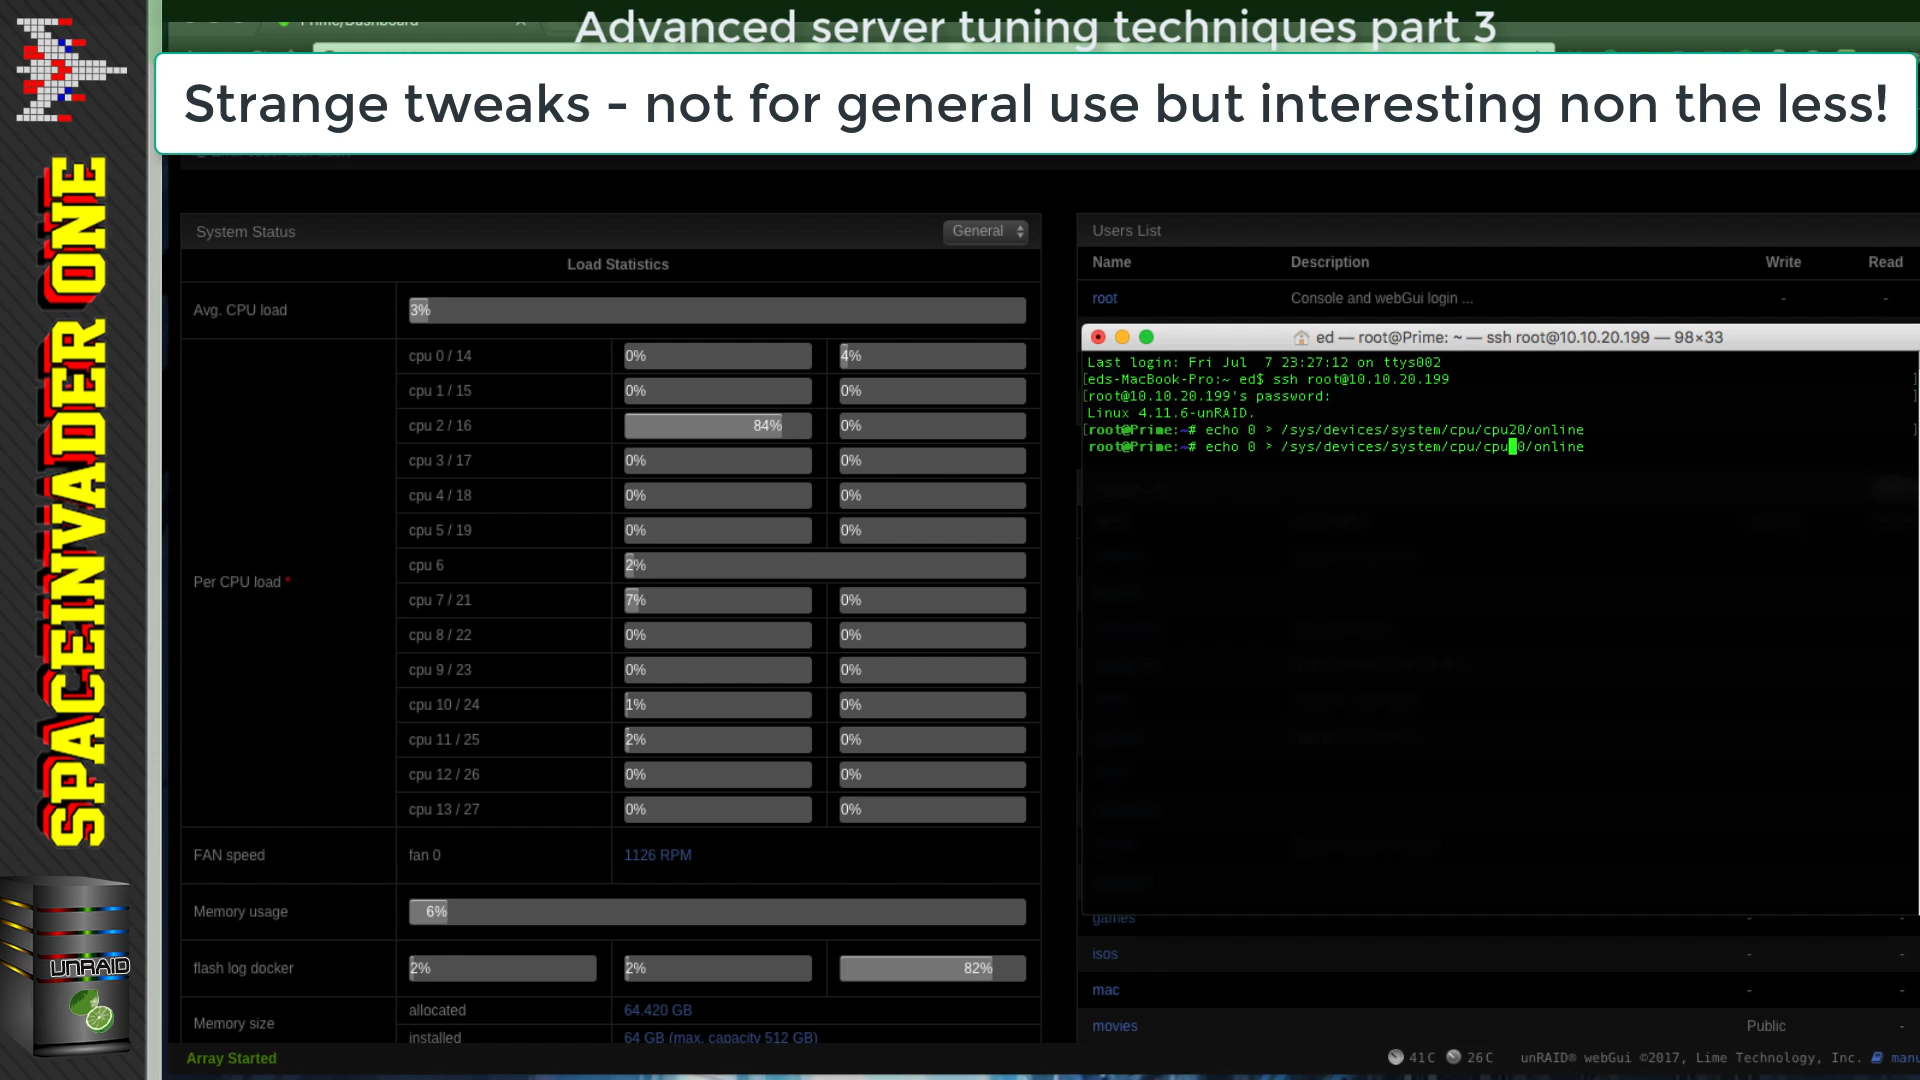 Prime/Dashboard
Advanced server tuning techniques part 3
Strange tweaks - not for general use but interesting non the less!
SPACEINVADER ONE
UNRAID
System Status
General
Load Statistics
Avg. CPU load
3%
Per CPU load *
cpu 0 / 14
0%
4%
cpu 1 / 15
0%
0%
cpu 2 / 16
84%
0%
cpu 3 / 17
0%
0%
cpu 4 / 18
0%
0%
cpu 5 / 19
0%
0%
cpu 6
2%
cpu 7 / 21
7%
0%
cpu 8 / 22
0%
0%
cpu 9 / 23
0%
0%
cpu 10 / 24
1%
0%
cpu 11 / 25
2%
0%
cpu 12 / 26
0%
0%
cpu 13 / 27
0%
0%
FAN speed
fan 0
1126 RPM
Memory usage
6%
flash log docker
2%
2%
82%
Memory size
allocated
64.420 GB
installed
64 GB (max. capacity 512 GB)
Users List
Name Description Write Read
root Console and webGui login ... - -
ed — root@Prime: ~ — ssh root@10.10.20.199 — 98×33
Last login: Fri Jul  7 23:27:12 on ttys002
[eds-MacBook-Pro:~ ed$ ssh root@10.10.20.199 ]
[root@10.10.20.199's password: ]
Linux 4.11.6-unRAID.
[root@Prime:~# echo 0 > /sys/devices/system/cpu/cpu20/online ]
root@Prime:~# echo 0 > /sys/devices/system/cpu/cpu 0/online
games - -
isos - -
mac - -
movies Public -
Array Started
41 C 26 C unRAID® webGui ©2017, Lime Technology, Inc. manu